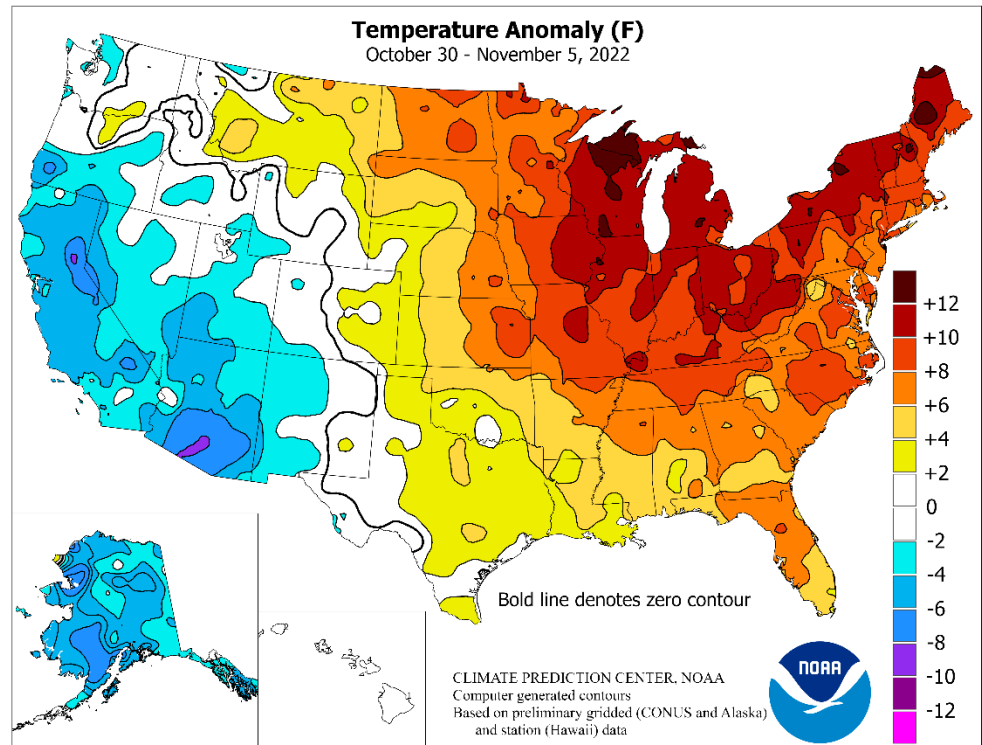 Temperature Anomaly (F)
October 30 - November 5, 2022
+12
+10
+8
+6
+4
+2
0
-2
-4
-6
-8
-10
-12
Bold line denotes zero contour
CLIMATE PREDICTION CENTER, NOAA
Computer generated contours
Based on preliminary gridded (CONUS and Alaska)
and station (Hawaii) data
NOAA